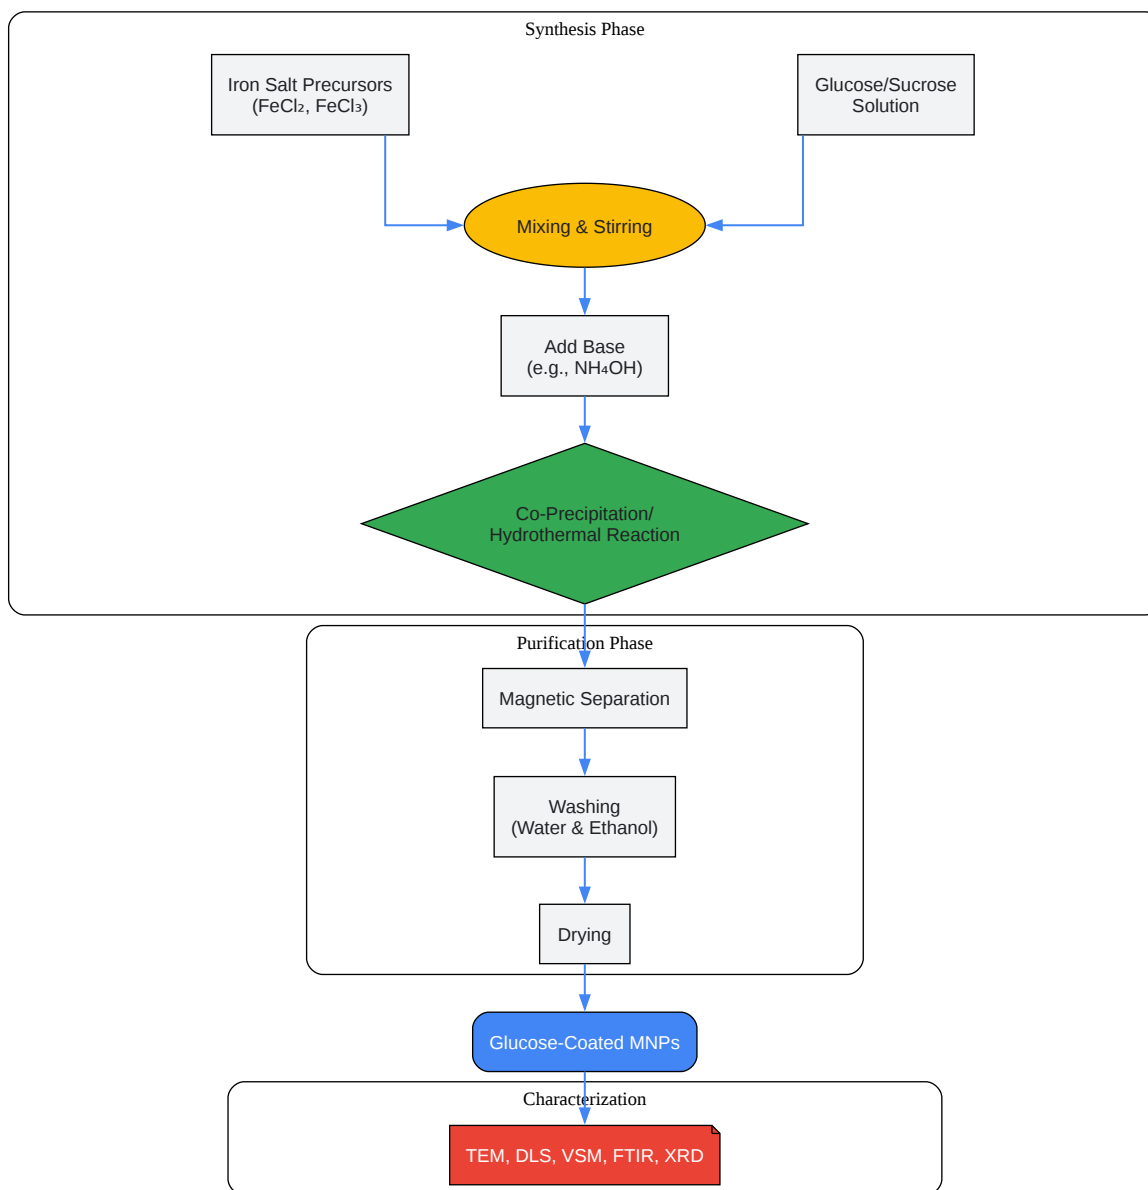 Synthesis Phase
Iron Salt Precursors
(FeCl₂, FeCl₃)
Glucose/Sucrose
Solution
Mixing & Stirring
Add Base
(e.g., NH₄OH)
Co-Precipitation/
Hydrothermal Reaction
Purification Phase
Magnetic Separation
Washing
(Water & Ethanol)
Drying
Glucose-Coated MNPs
Characterization
TEM, DLS, VSM, FTIR, XRD